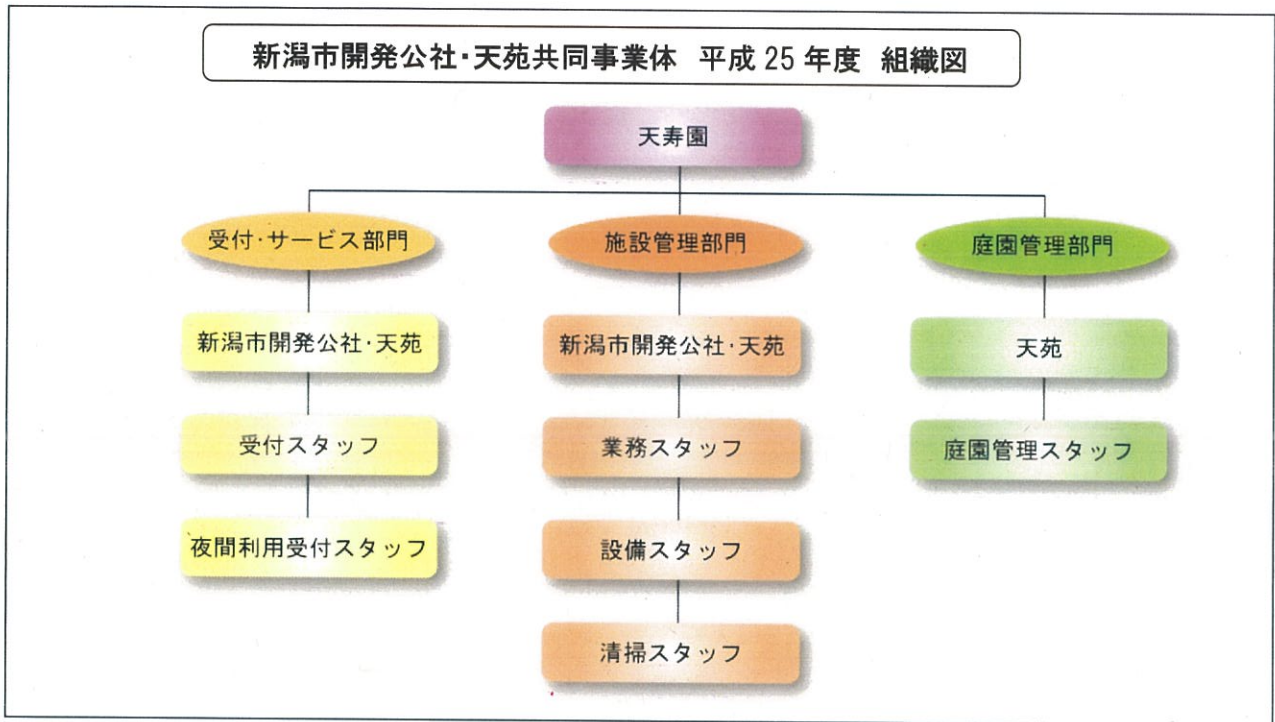 新潟市開発公社・天苑共同事業体 平成25年度 組織図
天寿園
受付・サービス部門
施設管理部門
庭園管理部門
新潟市開発公社・天苑
新潟市開発公社・天苑
天苑
受付スタッフ
業務スタッフ
庭園管理スタッフ
夜間利用受付スタッフ
設備スタッフ
清掃スタッフ